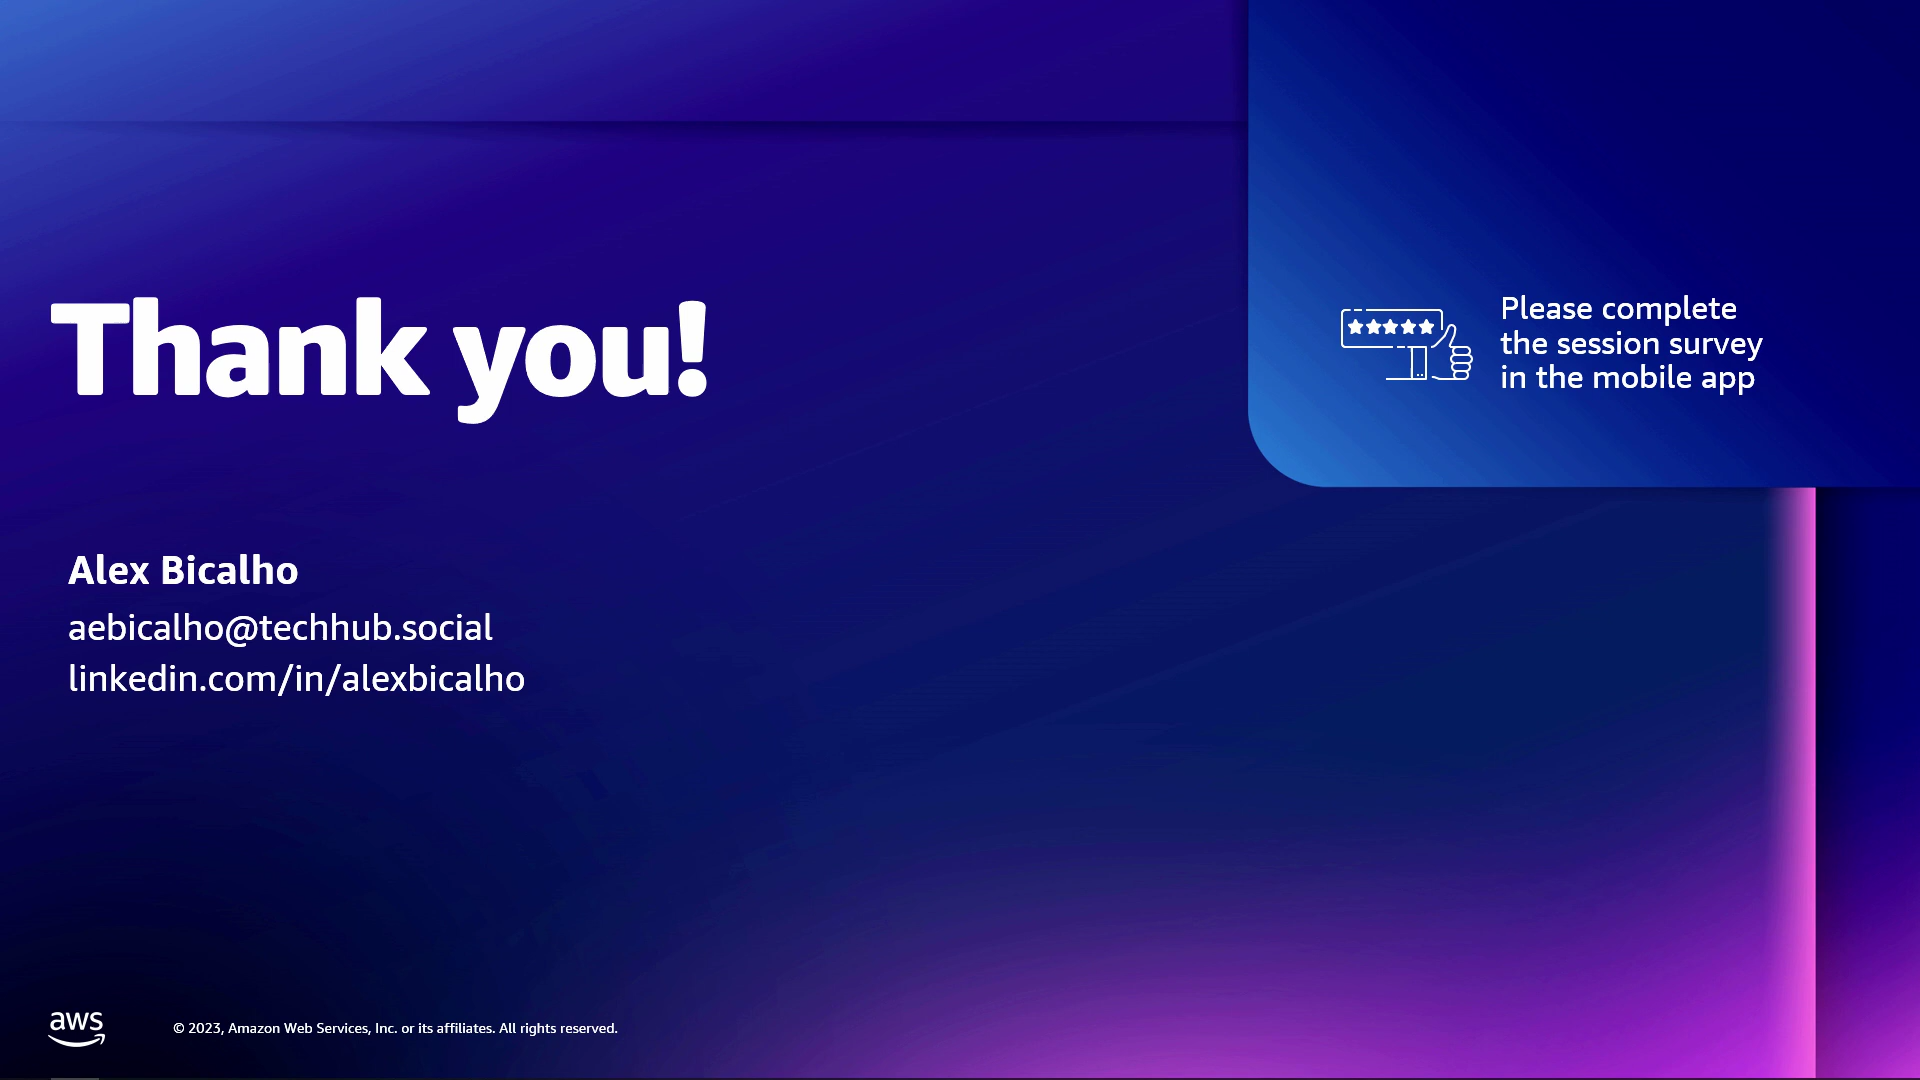 Thank you!
Please complete
the session survey
in the mobile app
Alex Bicalho
aebicalho@techhub.social
linkedin.com/in/alexbicalho
aws
© 2023, Amazon Web Services, Inc. or its affiliates. All rights reserved.